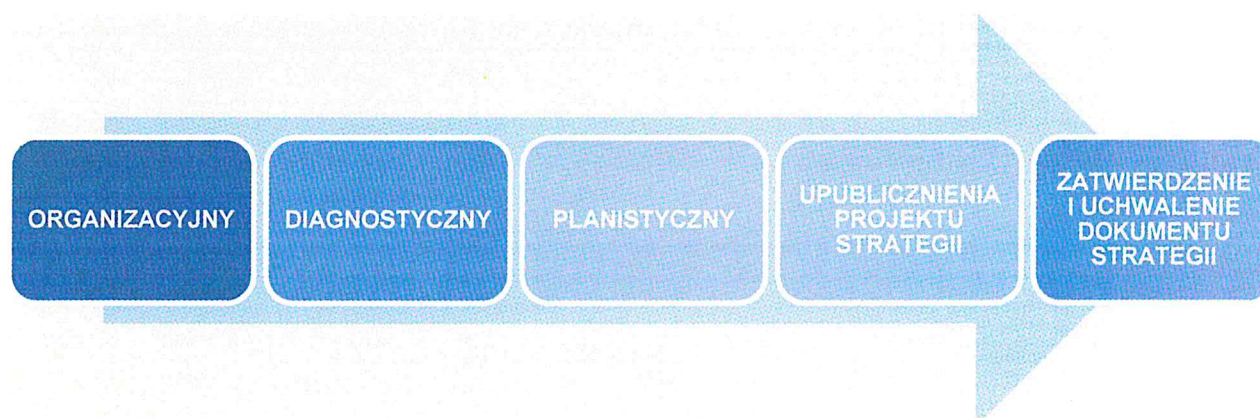 ORGANIZACYJNY
DIAGNOSTYCZNY
PLANISTYCZNY
UPUBLICZNIENIA
PROJEKTU
STRATEGII
ZATWIERDZENIE
I UCHWALENIE
DOKUMENTU
STRATEGII